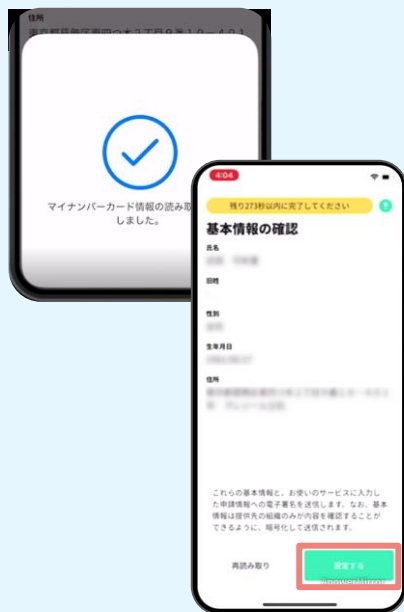 住所
マイナンバーカード情報の読み取
しました。
4:04
残り273秒以内に完了してください
基本情報の確認
氏名
旧姓
性別
生年月日
住所
これらの基本情報と、お使いのサービスに入力し
た申請情報への電子署名を送信します。なお、基本
情報は提供先の組織のみが内容を確認することが
できるように、暗号化して送信されます。
再読み取り
設定する
ApowerMirror